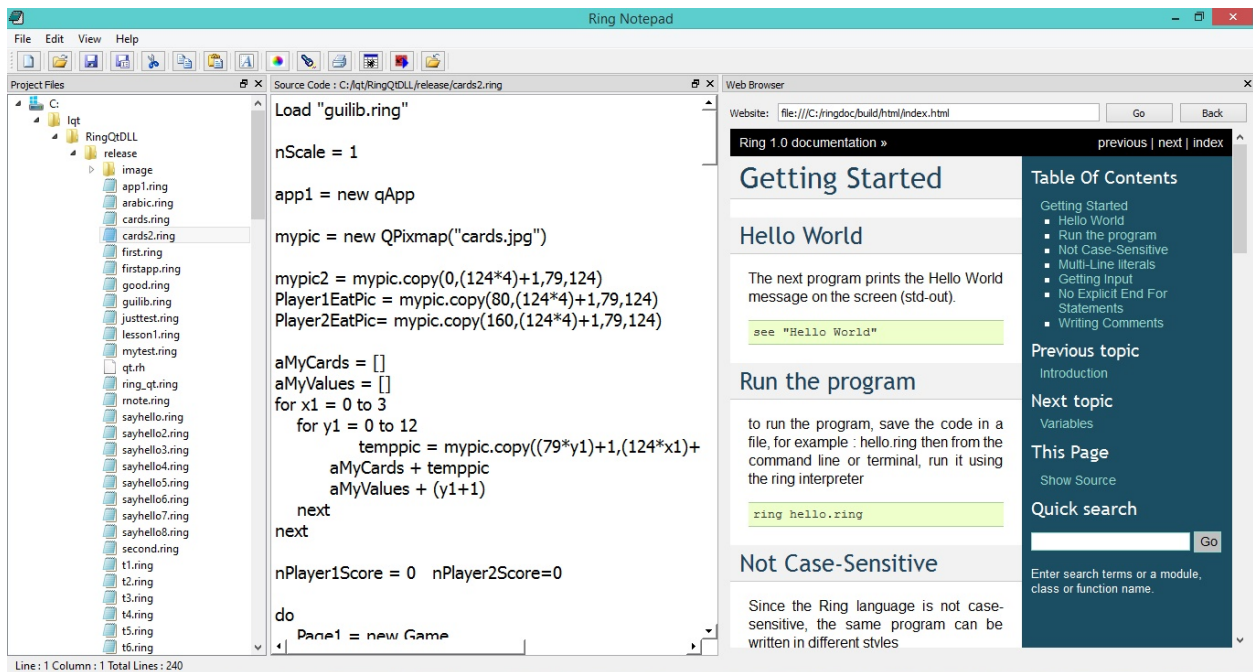 Ring Notepad
File Edit View Help
Project Files
C:
lqt
RingQtDLL
release
image
app1.ring
arabic.ring
cards.ring
cards2.ring
first.ring
firstapp.ring
good.ring
guilib.ring
justtest.ring
lesson1.ring
mytest.ring
qt.rh
ring_qt.ring
rnote.ring
sayhello.ring
sayhello2.ring
sayhello3.ring
sayhello4.ring
sayhello5.ring
sayhello6.ring
sayhello7.ring
sayhello8.ring
second.ring
t1.ring
t2.ring
t3.ring
t4.ring
t5.ring
t6.ring
Source Code : C:/lqt/RingQtDLL/release/cards2.ring
Load "guilib.ring"
nScale = 1
app1 = new qApp
mypic = new QPixmap("cards.jpg")
mypic2 = mypic.copy(0,(124*4)+1,79,124)
Player1EatPic = mypic.copy(80,(124*4)+1,79,124)
Player2EatPic= mypic.copy(160,(124*4)+1,79,124)
aMyCards = []
aMyValues = []
for x1 = 0 to 3
for y1 = 0 to 12
temppic = mypic.copy((79*y1)+1,(124*x1)+
aMyCards + temppic
aMyValues + (y1+1)
next
next
nPlayer1Score = 0 nPlayer2Score=0
do
Page1 = new Game
Web Browser
Website: file:///C:/ringdoc/build/html/index.html Go Back
Ring 1.0 documentation » previous | next | index
Getting Started
Hello World
The next program prints the Hello World
message on the screen (std-out).
see "Hello World"
Run the program
to run the program, save the code in a
file, for example : hello.ring then from the
command line or terminal, run it using
the ring interpreter
ring hello.ring
Not Case-Sensitive
Since the Ring language is not case-
sensitive, the same program can be
written in different styles
Table Of Contents
Getting Started
Hello World
Run the program
Not Case-Sensitive
Multi-Line literals
Getting Input
No Explicit End For
Statements
Writing Comments
Previous topic
Introduction
Next topic
Variables
This Page
Show Source
Quick search
Go
Enter search terms or a module,
class or function name.
Line : 1 Column : 1 Total Lines : 240